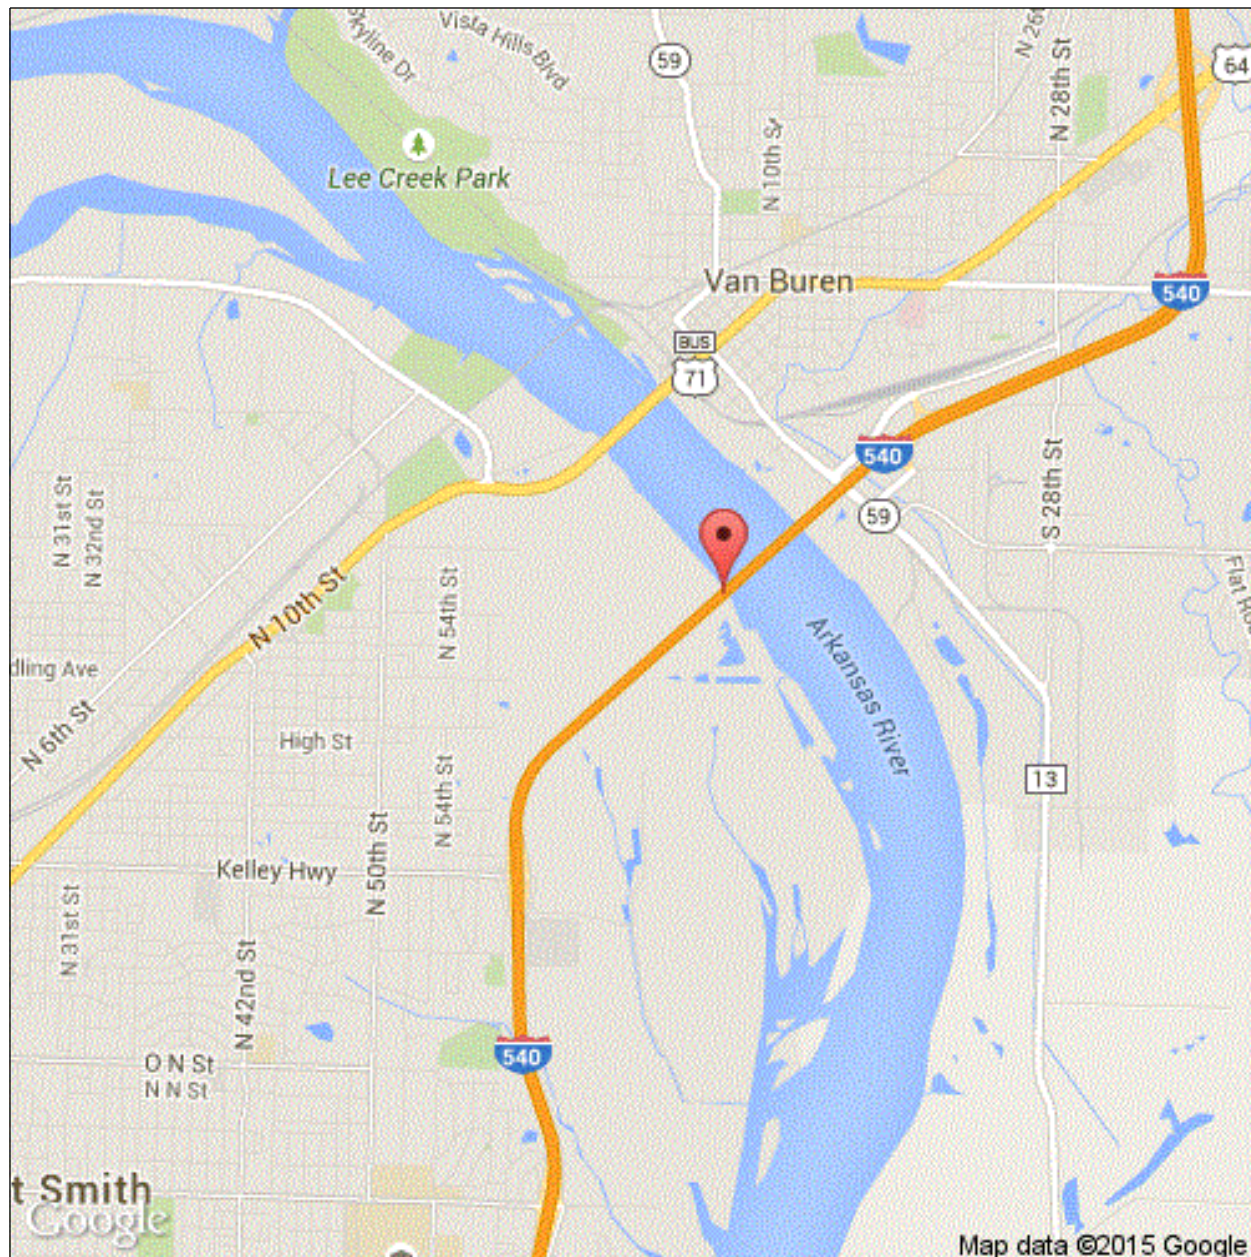 Skyline Dr
Vista Hills Blvd
59
N 26
N 28th St
64
Lee Creek Park
N 10th S
Van Buren
540
BUS
71
540
59
N 31st St
N 32nd St
S 28th St
N 10th St
N 54th St
Flat Ro
dling Ave
N 6th St
High St
Arkansas River
13
N 54th St
Kelley Hwy
N 50th St
N 31st St
N 42nd St
540
O N St
N N St
t Smith
Google
Map data ©2015 Google